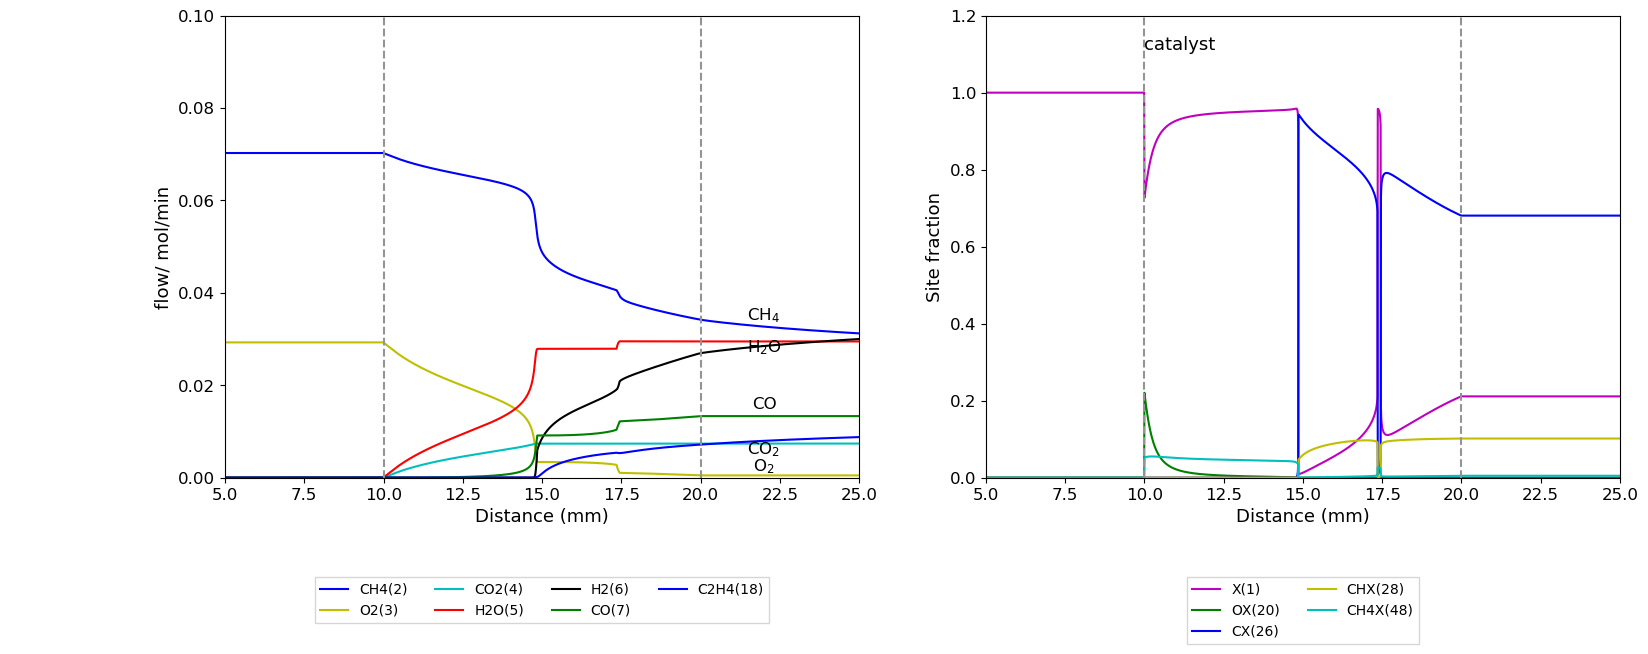 0.10
0.08
0.06
0.04
0.02
0.00
flow/ mol/min
5.0 7.5 10.0 12.5 15.0 17.5 20.0 22.5 25.0
Distance (mm)
CH₄
H₂O
CO
CO₂
O₂
CH4(2) CO2(4) H2(6) C2H4(18)
O2(3) H2O(5) CO(7)
1.2
1.0
0.8
0.6
0.4
0.2
0.0
Site fraction
catalyst
5.0 7.5 10.0 12.5 15.0 17.5 20.0 22.5 25.0
Distance (mm)
X(1) CHX(28)
OX(20) CH4X(48)
CX(26)